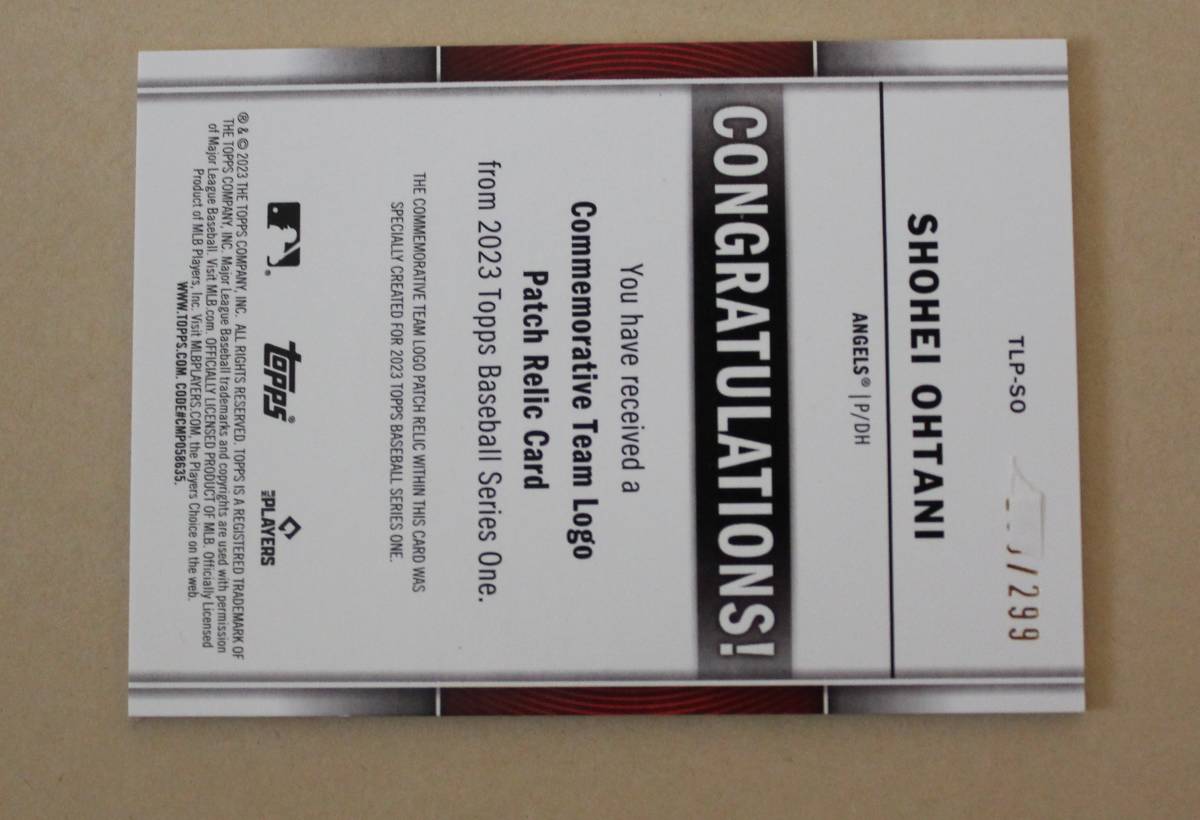 TLP-SO
/299
SHOHEI OHTANI
ANGELS® | P/DH
CONGRATULATIONS!
You have received a
Commemorative Team Logo
Patch Relic Card
from 2023 Topps Baseball Series One.
THE COMMEMORATIVE TEAM LOGO PATCH RELIC WITHIN THIS CARD WAS
SPECIALLY CREATED FOR 2023 TOPPS BASEBALL SERIES ONE.
® topps® MLB PLAYERS
® & © 2023 THE TOPPS COMPANY, INC. ALL RIGHTS RESERVED. TOPPS IS A REGISTERED TRADEMARK OF
THE TOPPS COMPANY, INC. Major League Baseball trademarks and copyrights are used with permission
of Major League Baseball. Visit MLB.com. OFFICIALLY LICENSED PRODUCT OF MLB. Officially Licensed
Product of MLB Players, Inc. Visit MLBPLAYERS.COM, the Players Choice on the web.
WWW.TOPPS.COM. CODE#CMP058635.